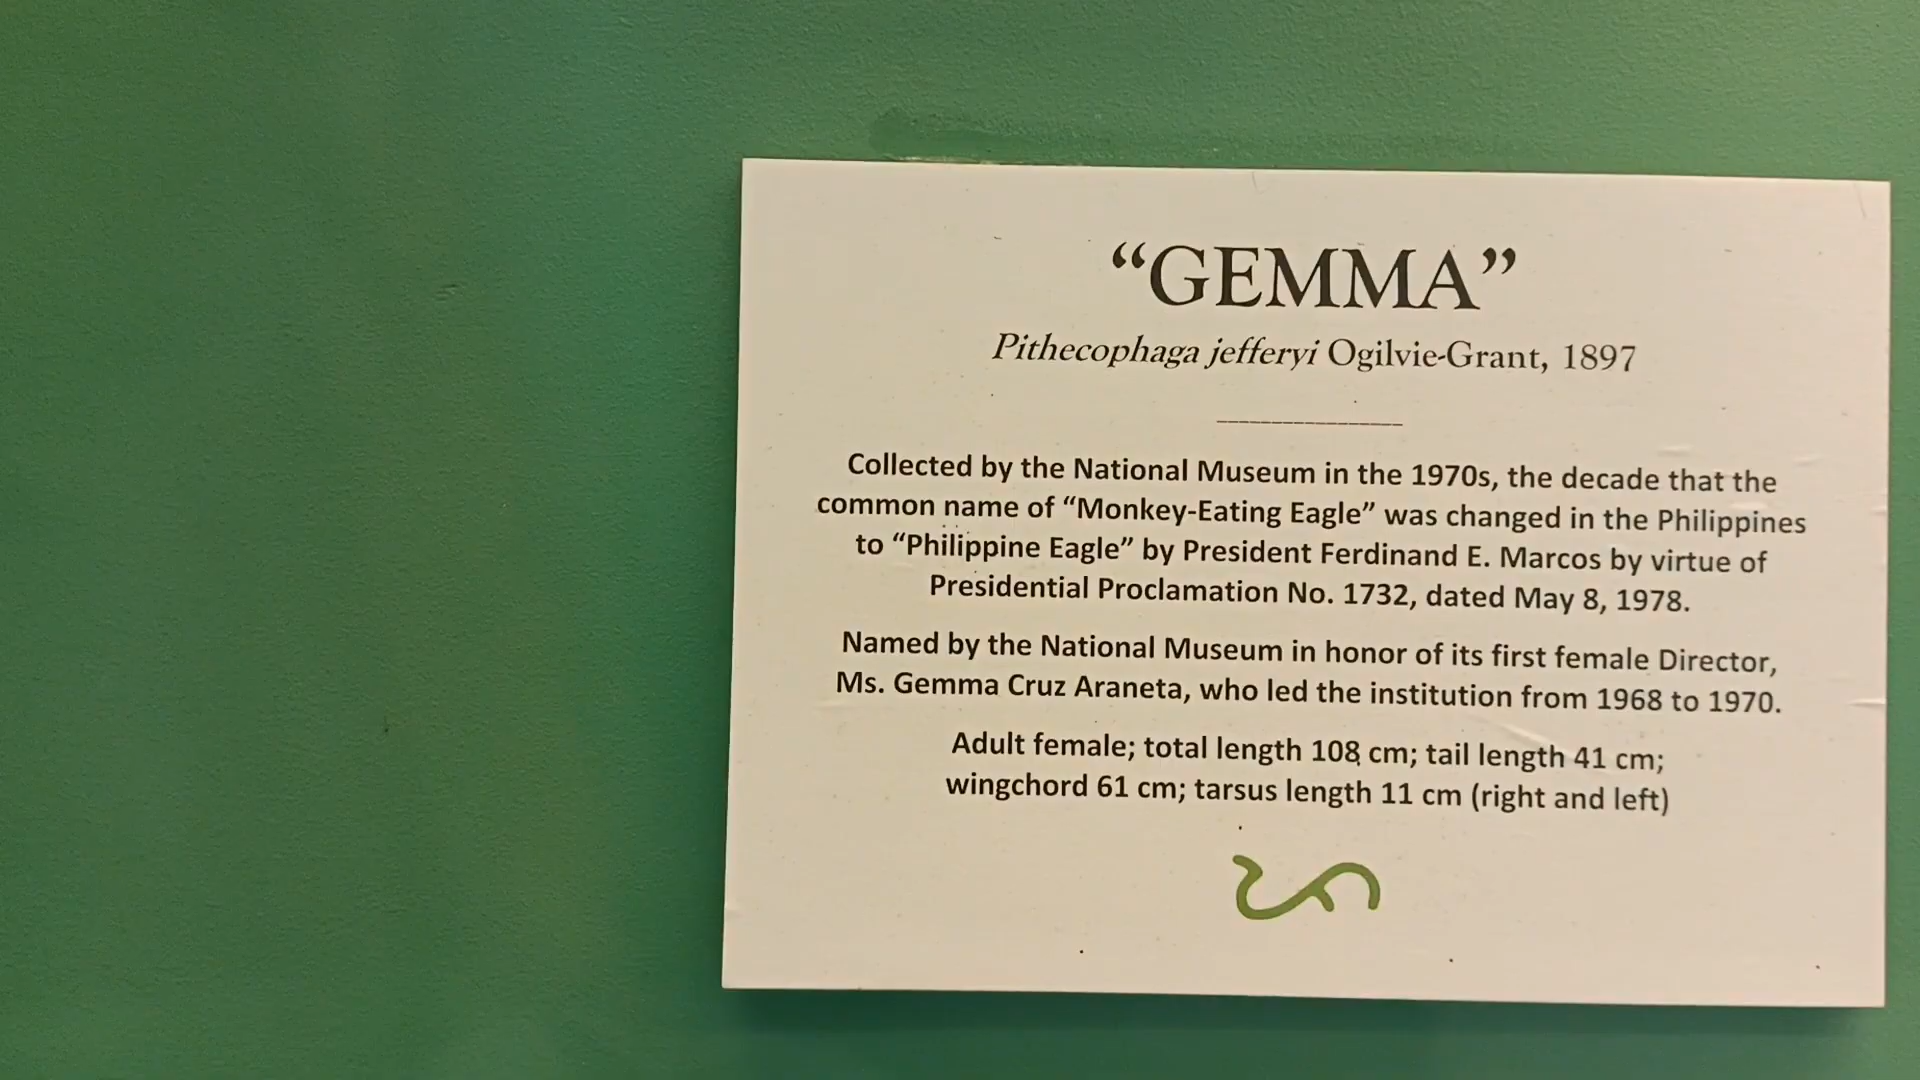 “GEMMA”
Pithecophaga jefferyi Ogilvie-Grant, 1897
Collected by the National Museum in the 1970s, the decade that the
common name of “Monkey-Eating Eagle” was changed in the Philippines
to “Philippine Eagle” by President Ferdinand E. Marcos by virtue of
Presidential Proclamation No. 1732, dated May 8, 1978.
Named by the National Museum in honor of its first female Director,
Ms. Gemma Cruz Araneta, who led the institution from 1968 to 1970.
Adult female; total length 108 cm; tail length 41 cm;
wingchord 61 cm; tarsus length 11 cm (right and left)